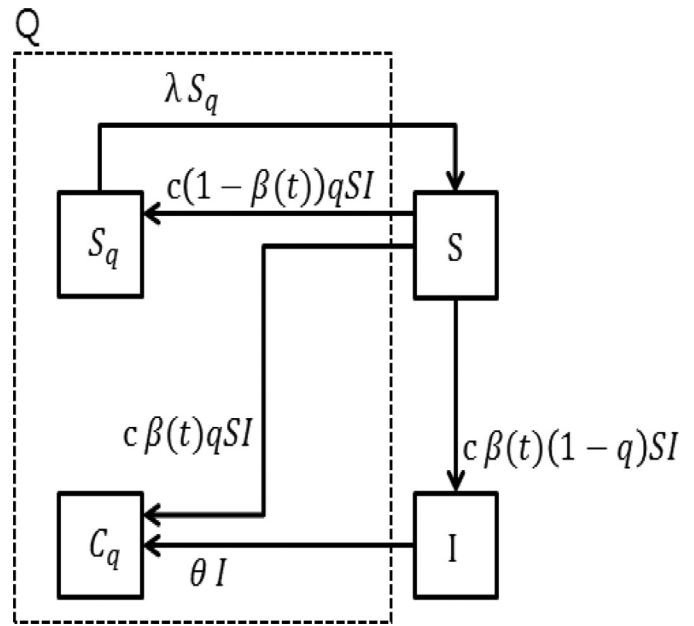 Q
λ S_q
c(1 − β(t))qSI
S_q
S
c β(t)qSI
c β(t)(1 − q)SI
C_q
I
θ I